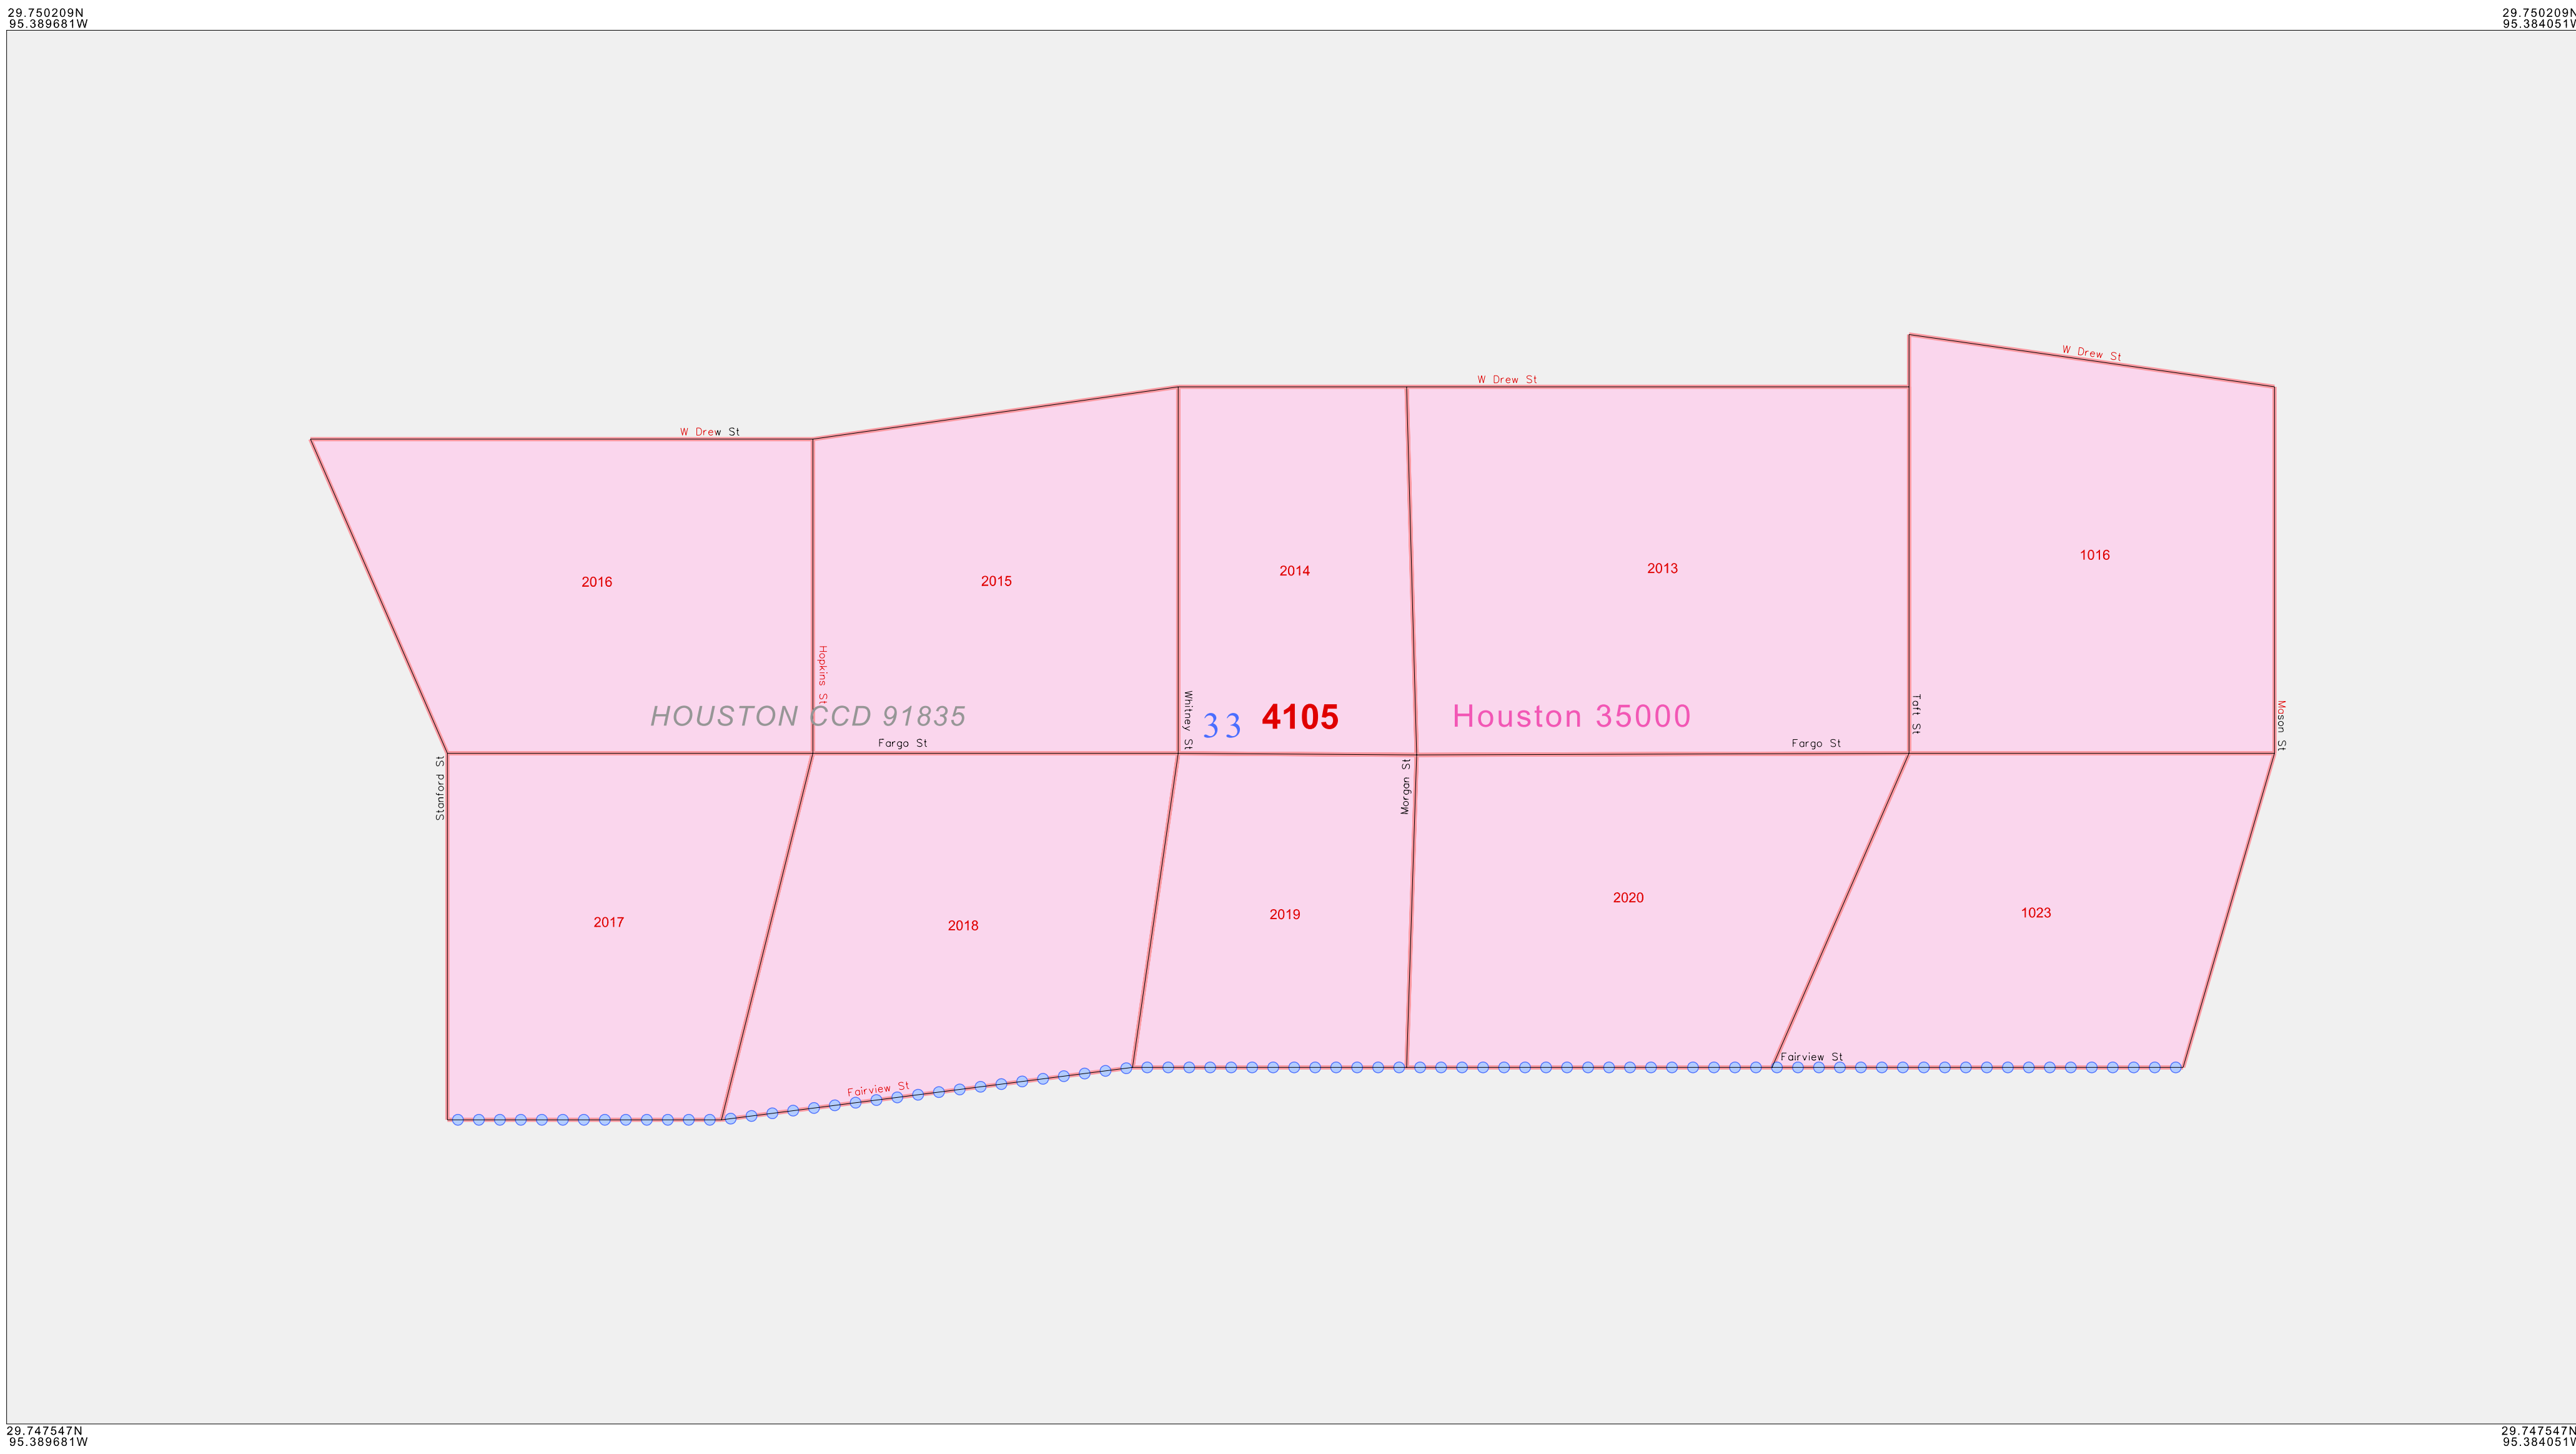 29.750209N
95.389681W
29.750209N
95.384051W
W Drew St
W Drew St
W Drew St
2016
2015
2014
2013
1016
Hopkins St
Whitney St
Taft St
Mason St
HOUSTON CCD 91835
33
4105
Houston 35000
Fargo St
Fargo St
Stanford St
Morgan St
2017
2018
2019
2020
1023
Fairview St
Fairview St
29.747547N
95.389681W
29.747547N
95.384051W